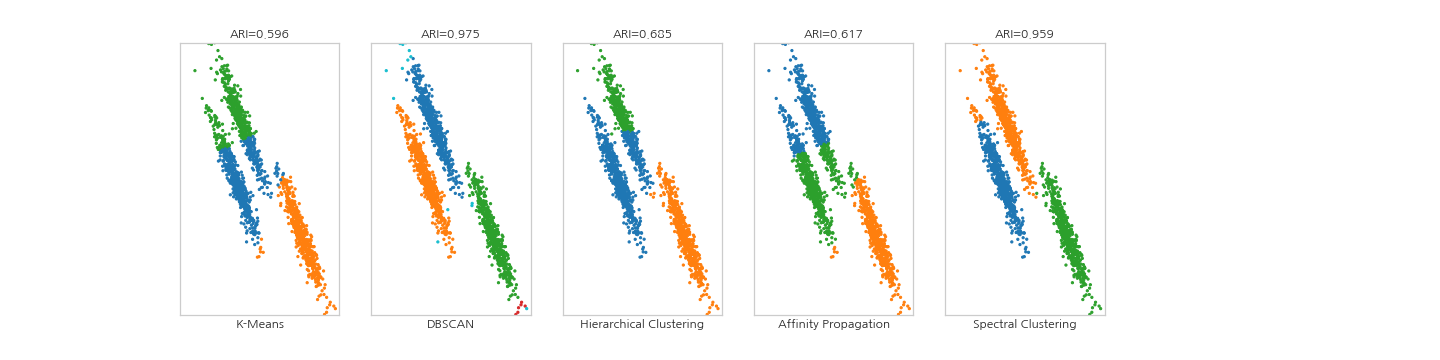 ARI=0.596
ARI=0.975
ARI=0.685
ARI=0.617
ARI=0.959
K-Means
DBSCAN
Hierarchical Clustering
Affinity Propagation
Spectral Clustering